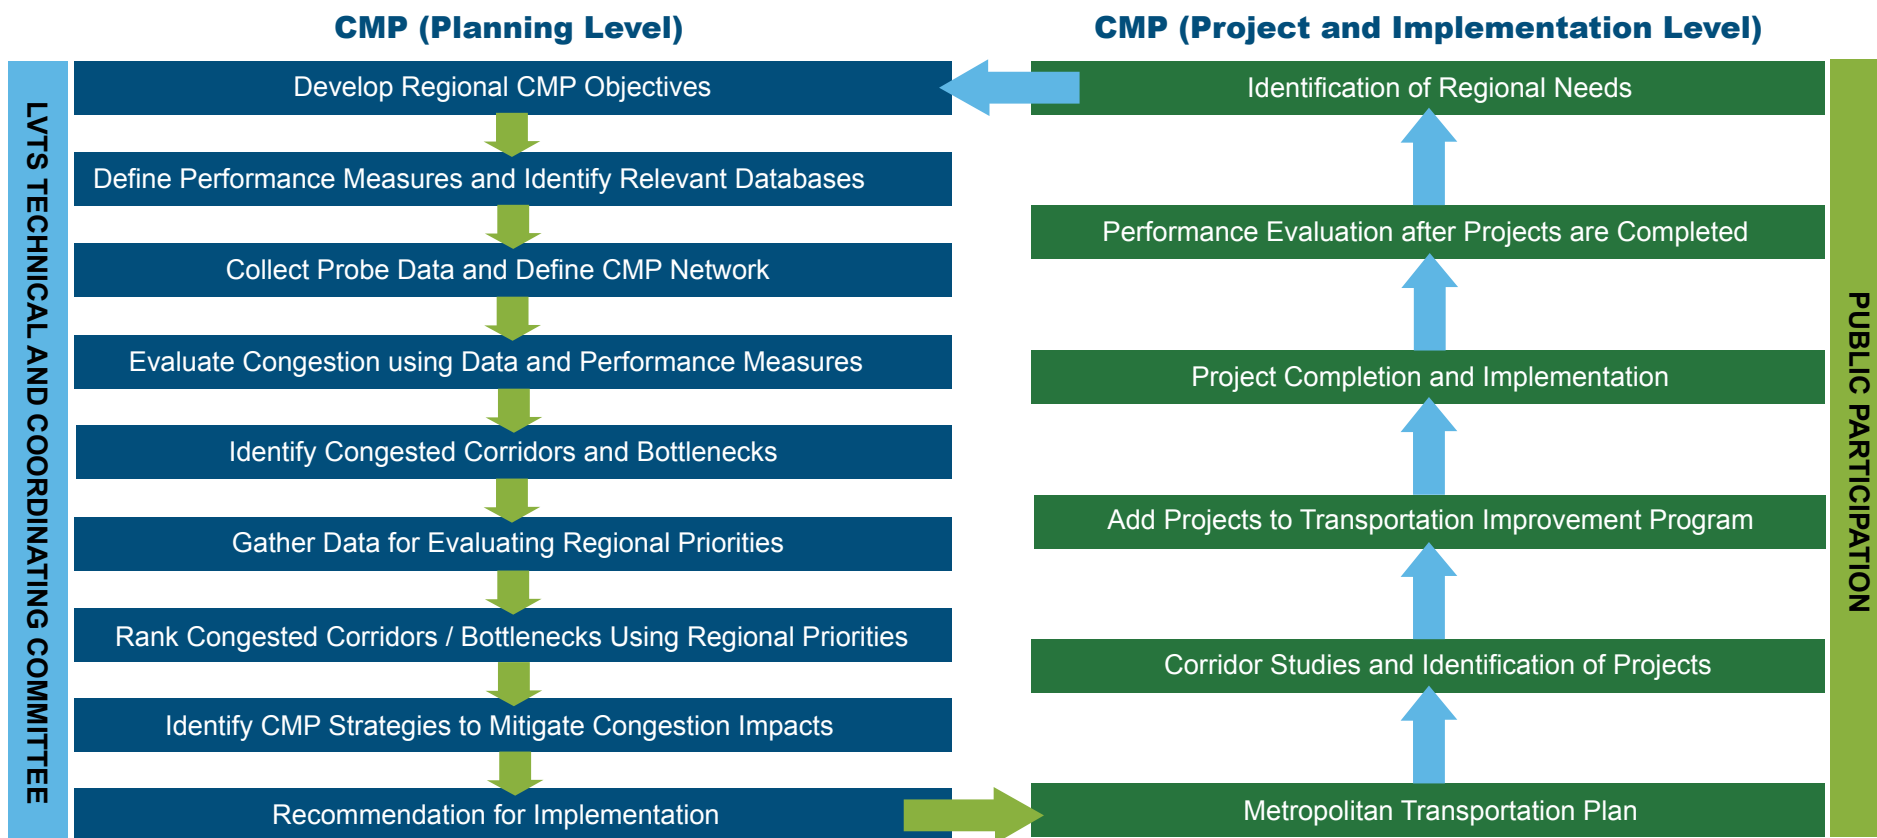 CMP (Planning Level)
LVTS TECHNICAL AND COORDINATING COMMITTEE
Develop Regional CMP Objectives
Define Performance Measures and Identify Relevant Databases
Collect Probe Data and Define CMP Network
Evaluate Congestion using Data and Performance Measures
Identify Congested Corridors and Bottlenecks
Gather Data for Evaluating Regional Priorities
Rank Congested Corridors / Bottlenecks Using Regional Priorities
Identify CMP Strategies to Mitigate Congestion Impacts
Recommendation for Implementation
CMP (Project and Implementation Level)
Identification of Regional Needs
Performance Evaluation after Projects are Completed
Project Completion and Implementation
Add Projects to Transportation Improvement Program
Corridor Studies and Identification of Projects
Metropolitan Transportation Plan
PUBLIC PARTICIPATION